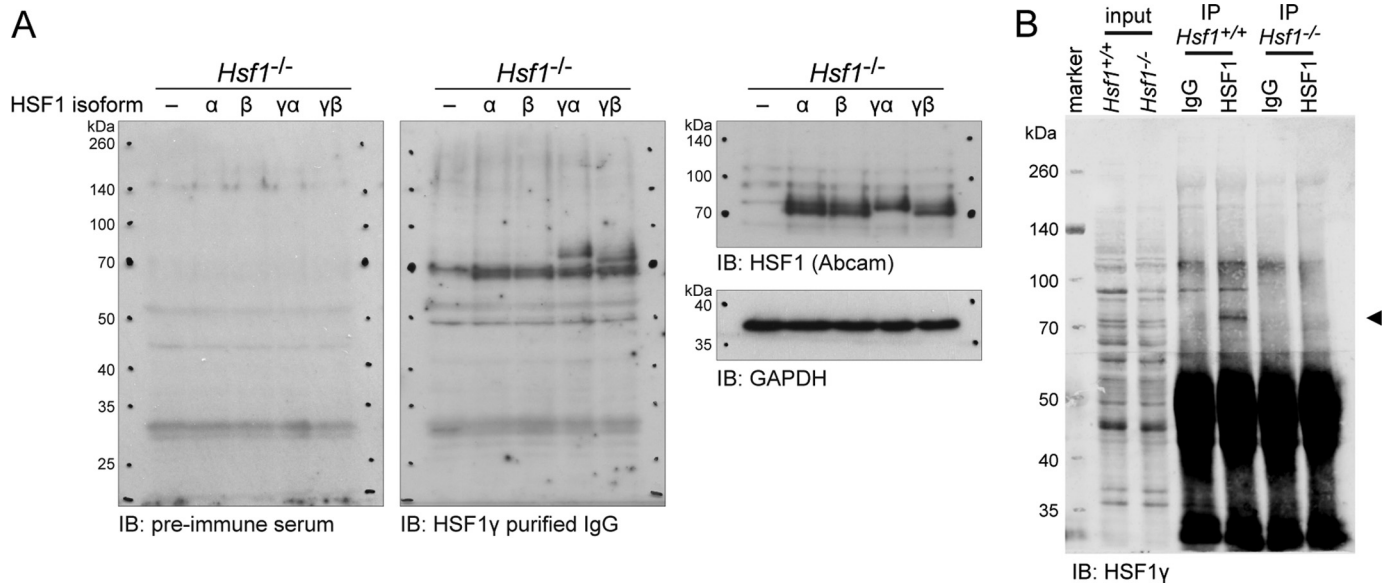 A
Hsf1-/-
HSF1 isoform – α β γα γβ
kDa
260
140
100
70
50
40
35
25
IB: pre-immune serum
Hsf1-/-
– α β γα γβ
IB: HSF1γ purified IgG
Hsf1-/-
– α β γα γβ
kDa
140
100
70
IB: HSF1 (Abcam)
kDa
40
35
IB: GAPDH
B
marker
input
Hsf1+/+
Hsf1-/-
IP
Hsf1+/+
IgG
HSF1
IP
Hsf1-/-
IgG
HSF1
kDa
260
140
100
70
50
40
35
IB: HSF1γ